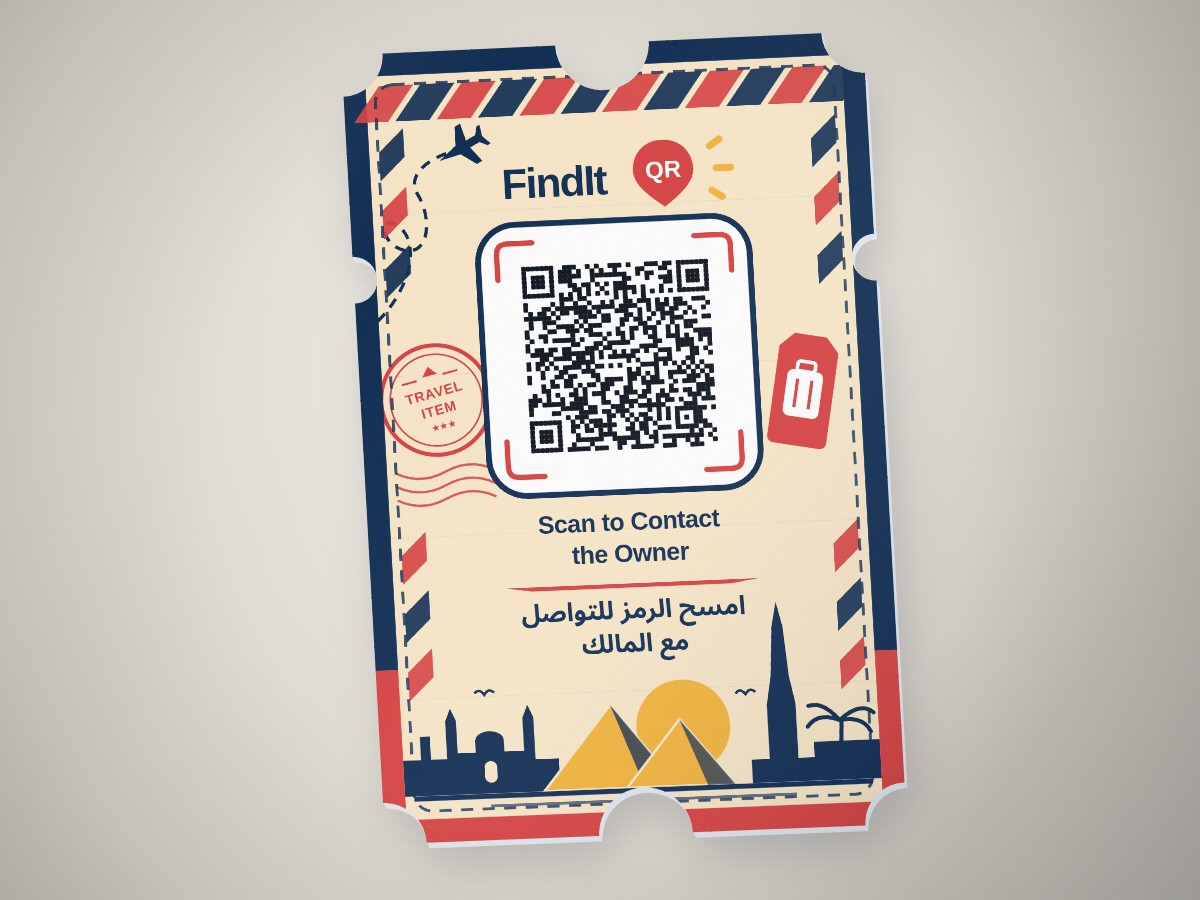 FindIt
QR
TRAVEL
ITEM
Scan to Contact
the Owner
امسح الرمز للتواصل
مع المالك